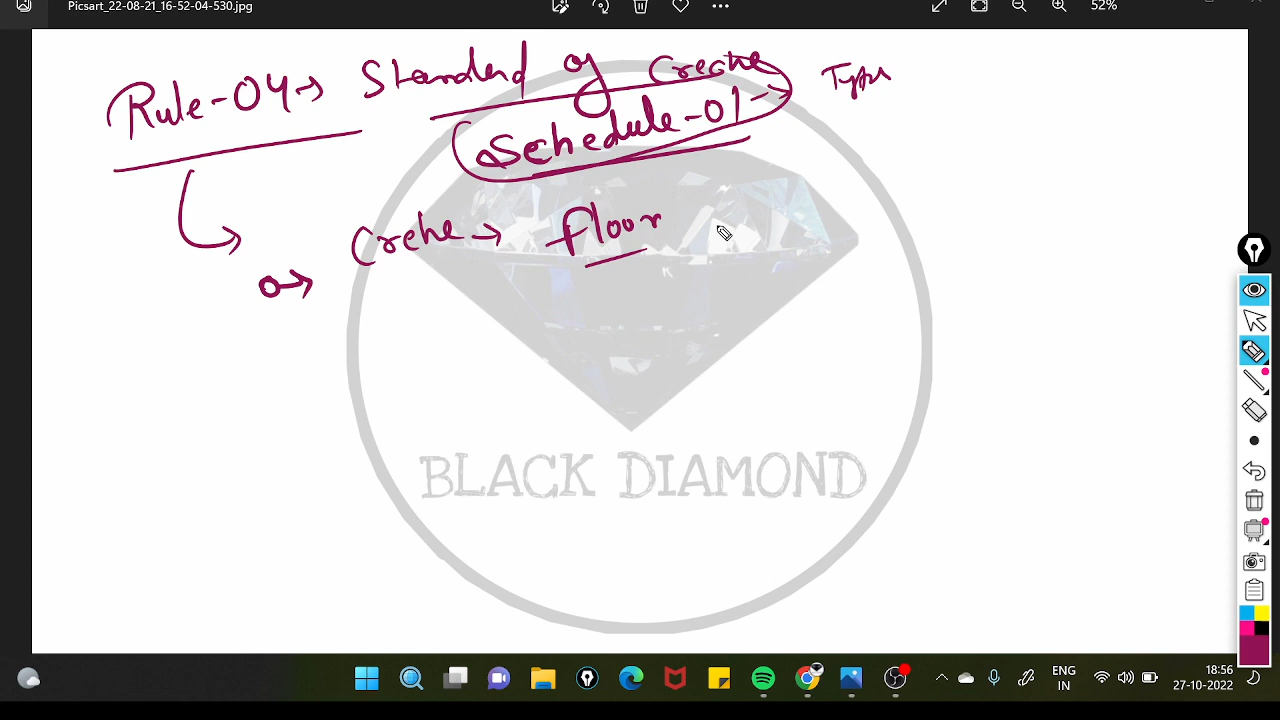 Picsart_22-08-21_16-52-04-530.jpg
52%
Rule-04→ Standard of Creche
Schedule-01 → Type
Creche → floor
BLACK DIAMOND
ENG
IN
18:56
27-10-2022